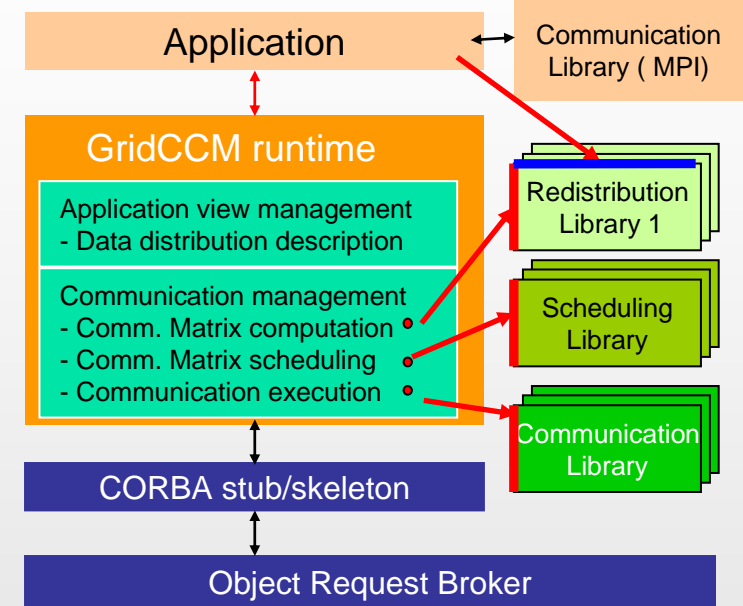 Application
Communication
Library ( MPI)
GridCCM runtime
Application view management
- Data distribution description
Communication management
- Comm. Matrix computation
- Comm. Matrix scheduling
- Communication execution
Redistribution
Library 1
Scheduling
Library
Communication
Library
CORBA stub/skeleton
Object Request Broker